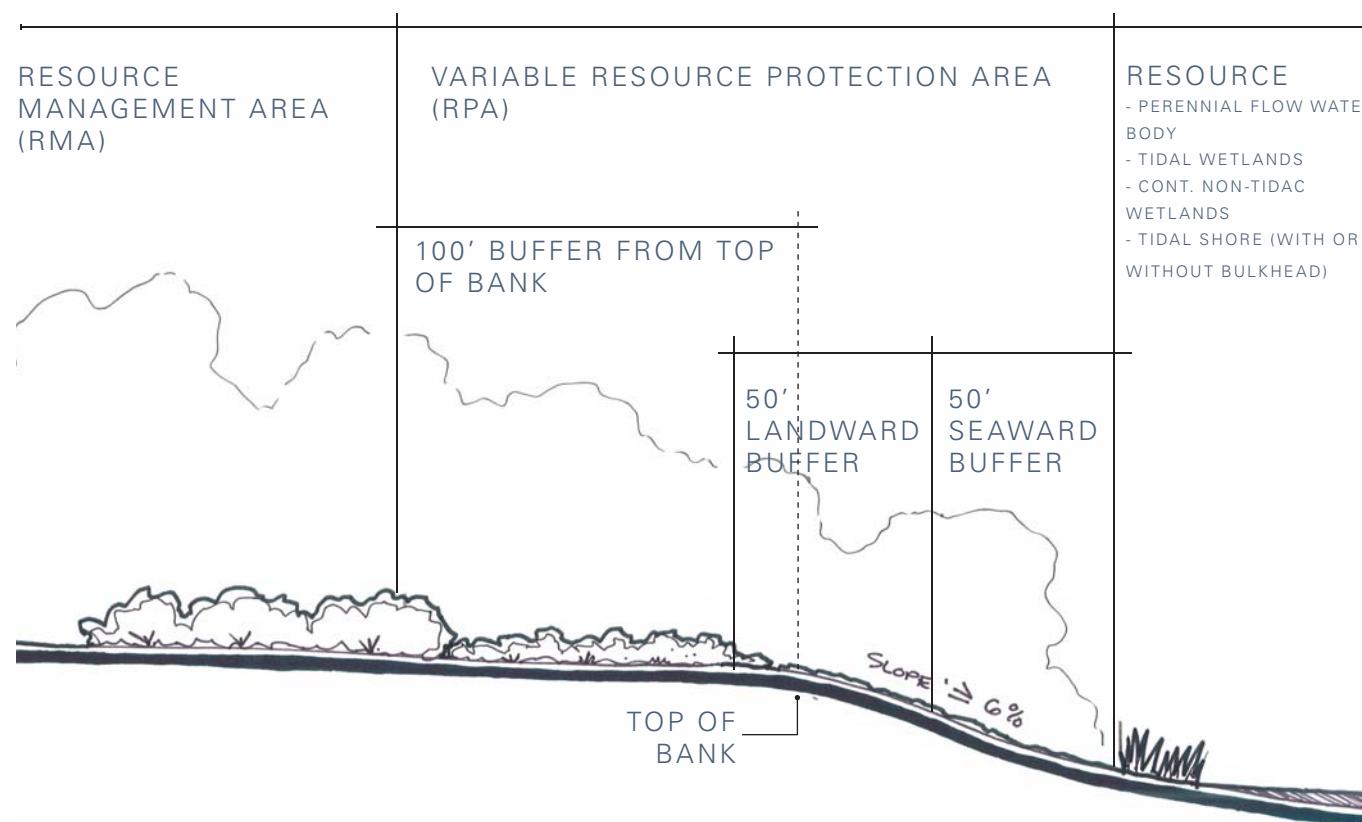 RESOURCE
MANAGEMENT AREA
(RMA)
VARIABLE RESOURCE PROTECTION AREA
(RPA)
RESOURCE
- PERENNIAL FLOW WATE
BODY
- TIDAL WETLANDS
- CONT. NON-TIDAC
WETLANDS
- TIDAL SHORE (WITH OR
WITHOUT BULKHEAD)
100’ BUFFER FROM TOP
OF BANK
50’
LANDWARD
BUFFER
50’
SEAWARD
BUFFER
SLOPE ≥ 6%
TOP OF
BANK